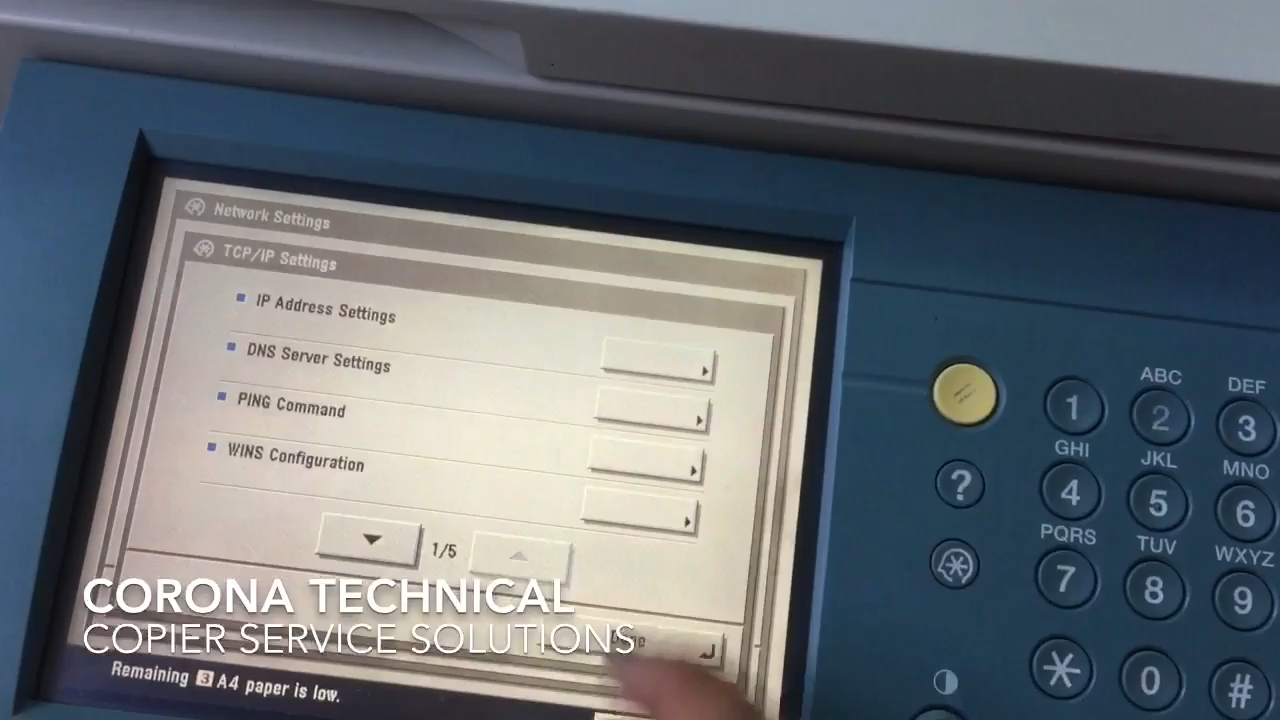 Network Settings
TCP/IP Settings
IP Address Settings
DNS Server Settings
PING Command
WINS Configuration
1/5
CORONA TECHNICAL
COPIER SERVICE SOLUTIONS
Remaining 3 A4 paper is low.
ABC
DEF
1
2
3
GHI
JKL
MNO
?
4
5
6
PQRS
TUV
WXYZ
7
8
9
0
#